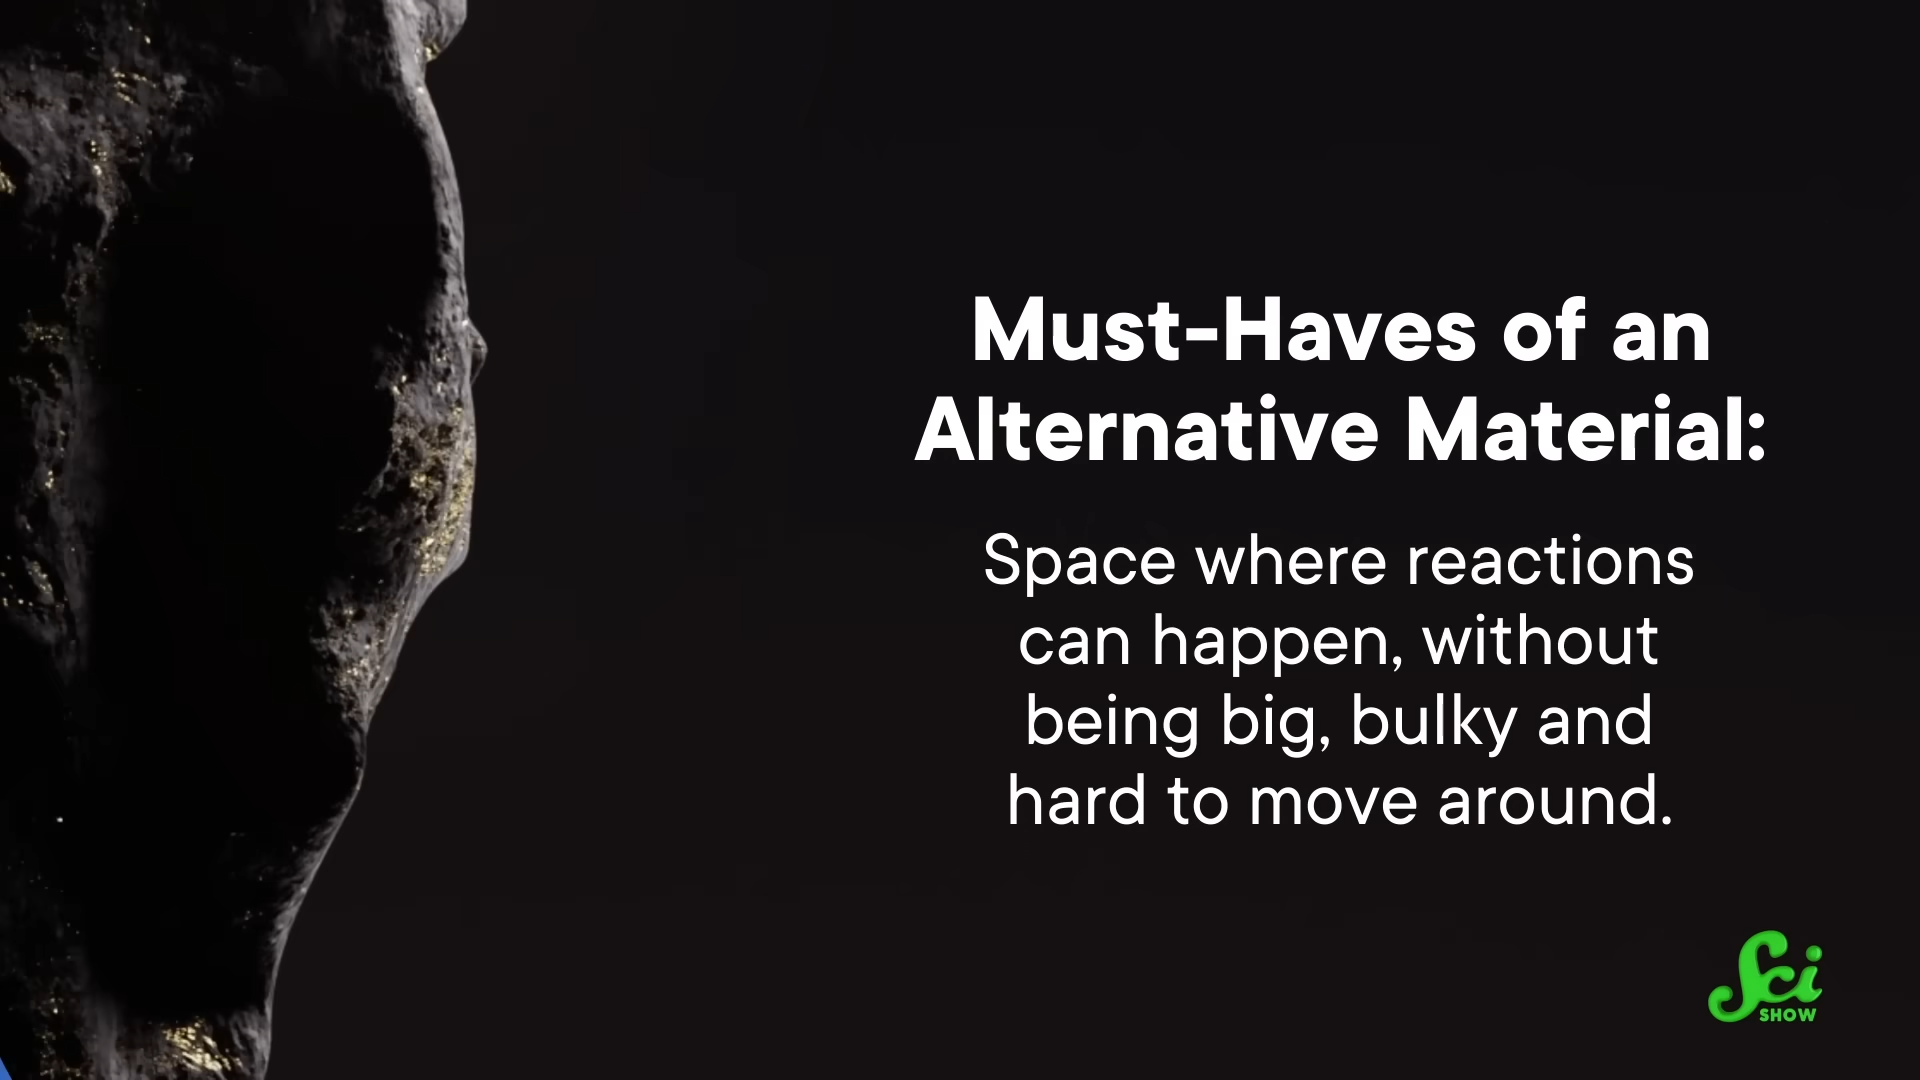 Must-Haves of an
Alternative Material:
Space where reactions
can happen, without
being big, bulky and
hard to move around.
Sci
SHOW